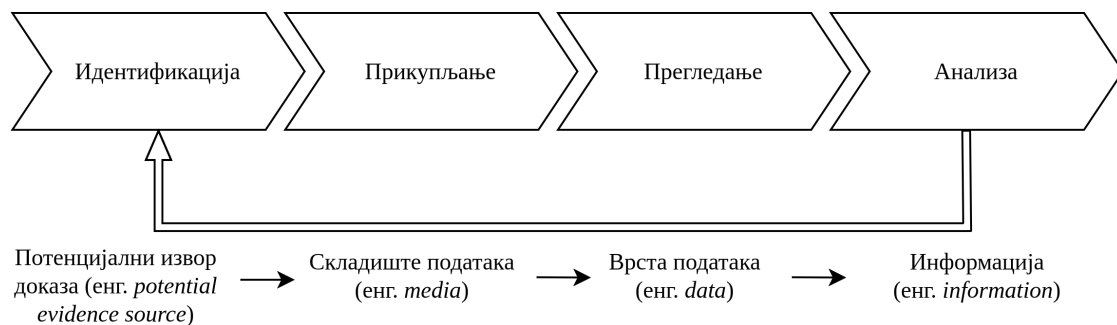 Идентификација
Прикупљање
Прегледање
Анализа
Потенцијални извор
доказа (енг. potential
evidence source)
Складиште података
(енг. media)
Врста података
(енг. data)
Информација
(енг. information)